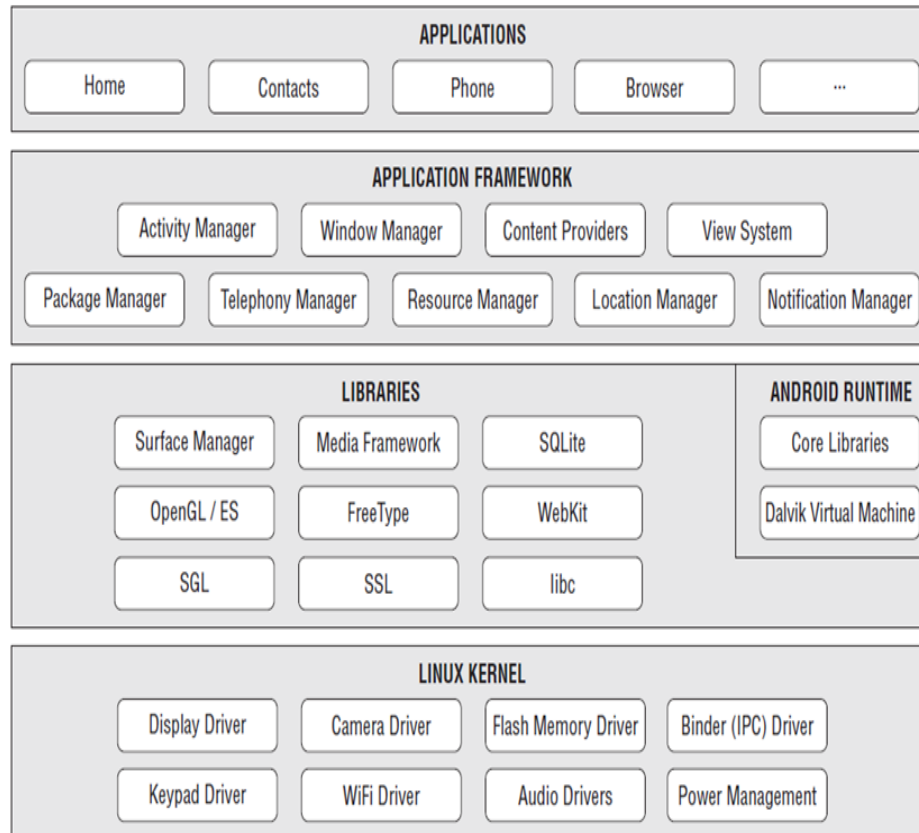 APPLICATIONS
Home Contacts Phone Browser ...
APPLICATION FRAMEWORK
Activity Manager Window Manager Content Providers View System
Package Manager Telephony Manager Resource Manager Location Manager Notification Manager
LIBRARIES
Surface Manager Media Framework SQLite
OpenGL / ES FreeType WebKit
SGL SSL libc
ANDROID RUNTIME
Core Libraries
Dalvik Virtual Machine
LINUX KERNEL
Display Driver Camera Driver Flash Memory Driver Binder (IPC) Driver
Keypad Driver WiFi Driver Audio Drivers Power Management